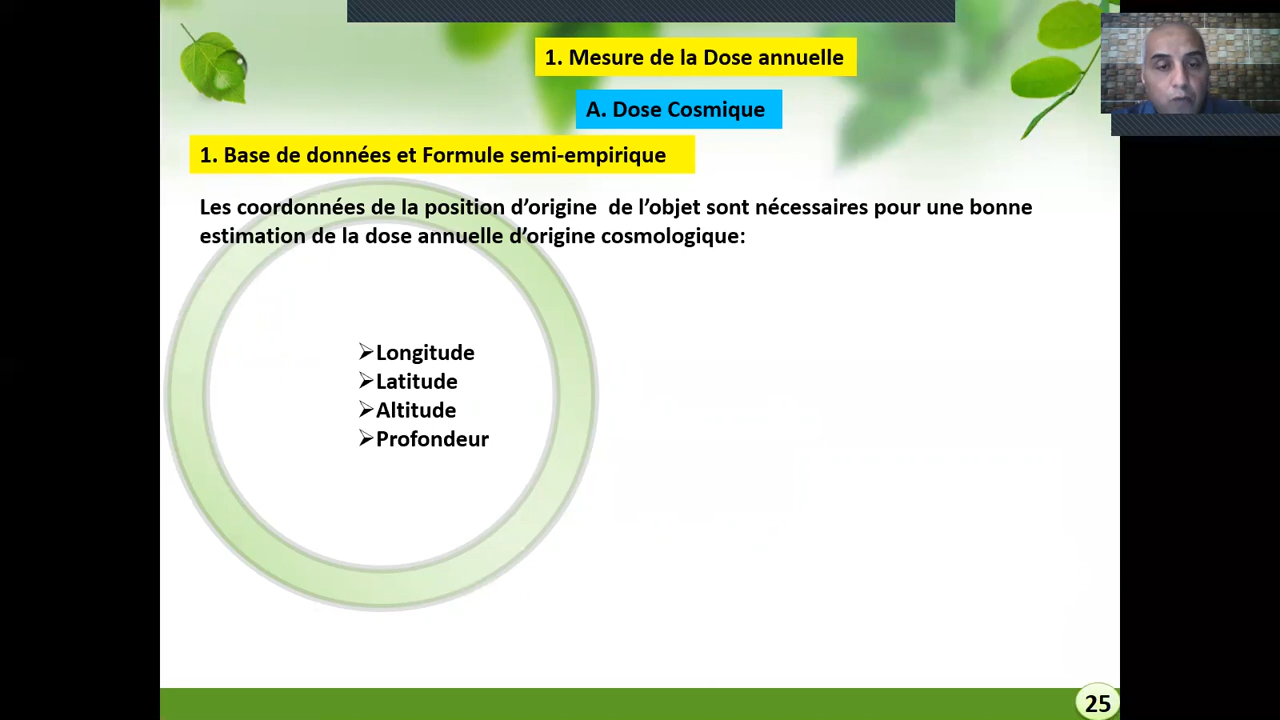 1. Mesure de la Dose annuelle
A. Dose Cosmique
1. Base de données et Formule semi-empirique
Les coordonnées de la position d’origine  de l’objet sont nécessaires pour une bonne
estimation de la dose annuelle d’origine cosmologique:
➢Longitude
➢Latitude
➢Altitude
➢Profondeur
25